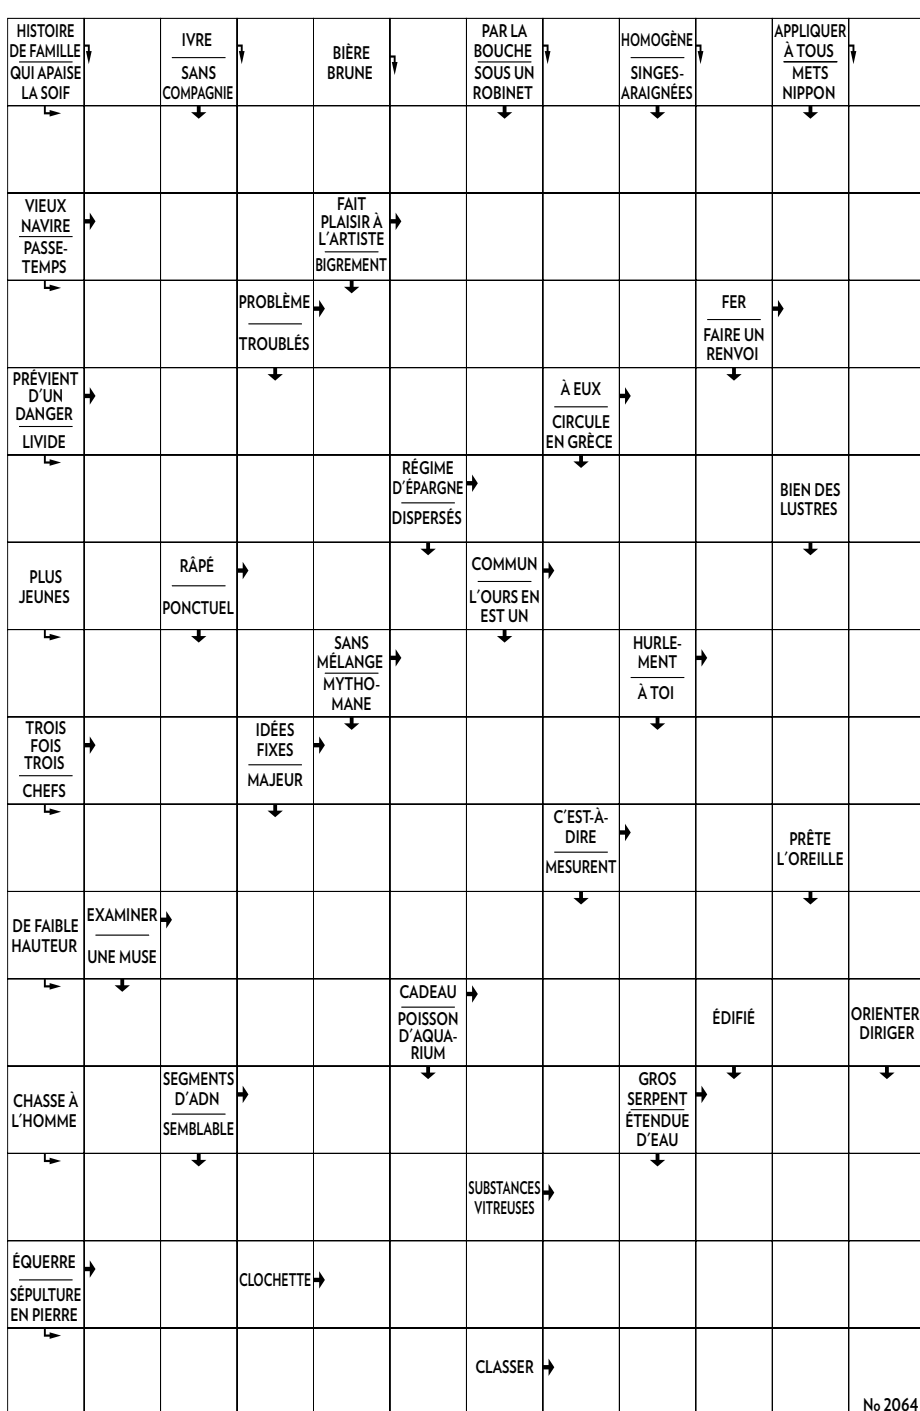 HISTOIRE
DE FAMILLE
QUI APAISE
LA SOIF
IVRE
SANS
COMPAGNIE
BIÈRE
BRUNE
PAR LA
BOUCHE
SOUS UN
ROBINET
HOMOGÈNE
SINGES-
ARAIGNÉES
APPLIQUER
À TOUS
METS
NIPPON
VIEUX
NAVIRE
PASSE-
TEMPS
FAIT
PLAISIR À
L'ARTISTE
BIGREMENT
PROBLÈME
TROUBLÉS
FER
FAIRE UN
RENVOI
PRÉVIENT
D'UN
DANGER
LIVIDE
À EUX
CIRCULE
EN GRÈCE
RÉGIME
D'ÉPARGNE
DISPERSÉS
BIEN DES
LUSTRES
PLUS
JEUNES
RÂPÉ
PONCTUEL
COMMUN
L'OURS EN
EST UN
SANS
MÉLANGE
MYTHO-
MANE
HURLE-
MENT
À TOI
TROIS
FOIS
TROIS
CHEFS
IDÉES
FIXES
MAJEUR
C'EST-À-
DIRE
MESURENT
PRÊTE
L'OREILLE
DE FAIBLE
HAUTEUR
EXAMINER
UNE MUSE
CADEAU
POISSON
D'AQUA-
RIUM
ÉDIFIÉ
ORIENTER
DIRIGER
CHASSE À
L'HOMME
SEGMENTS
D'ADN
SEMBLABLE
GROS
SERPENT
ÉTENDUE
D'EAU
SUBSTANCES
VITREUSES
ÉQUERRE
SÉPULTURE
EN PIERRE
CLOCHETTE
CLASSER
No 2064